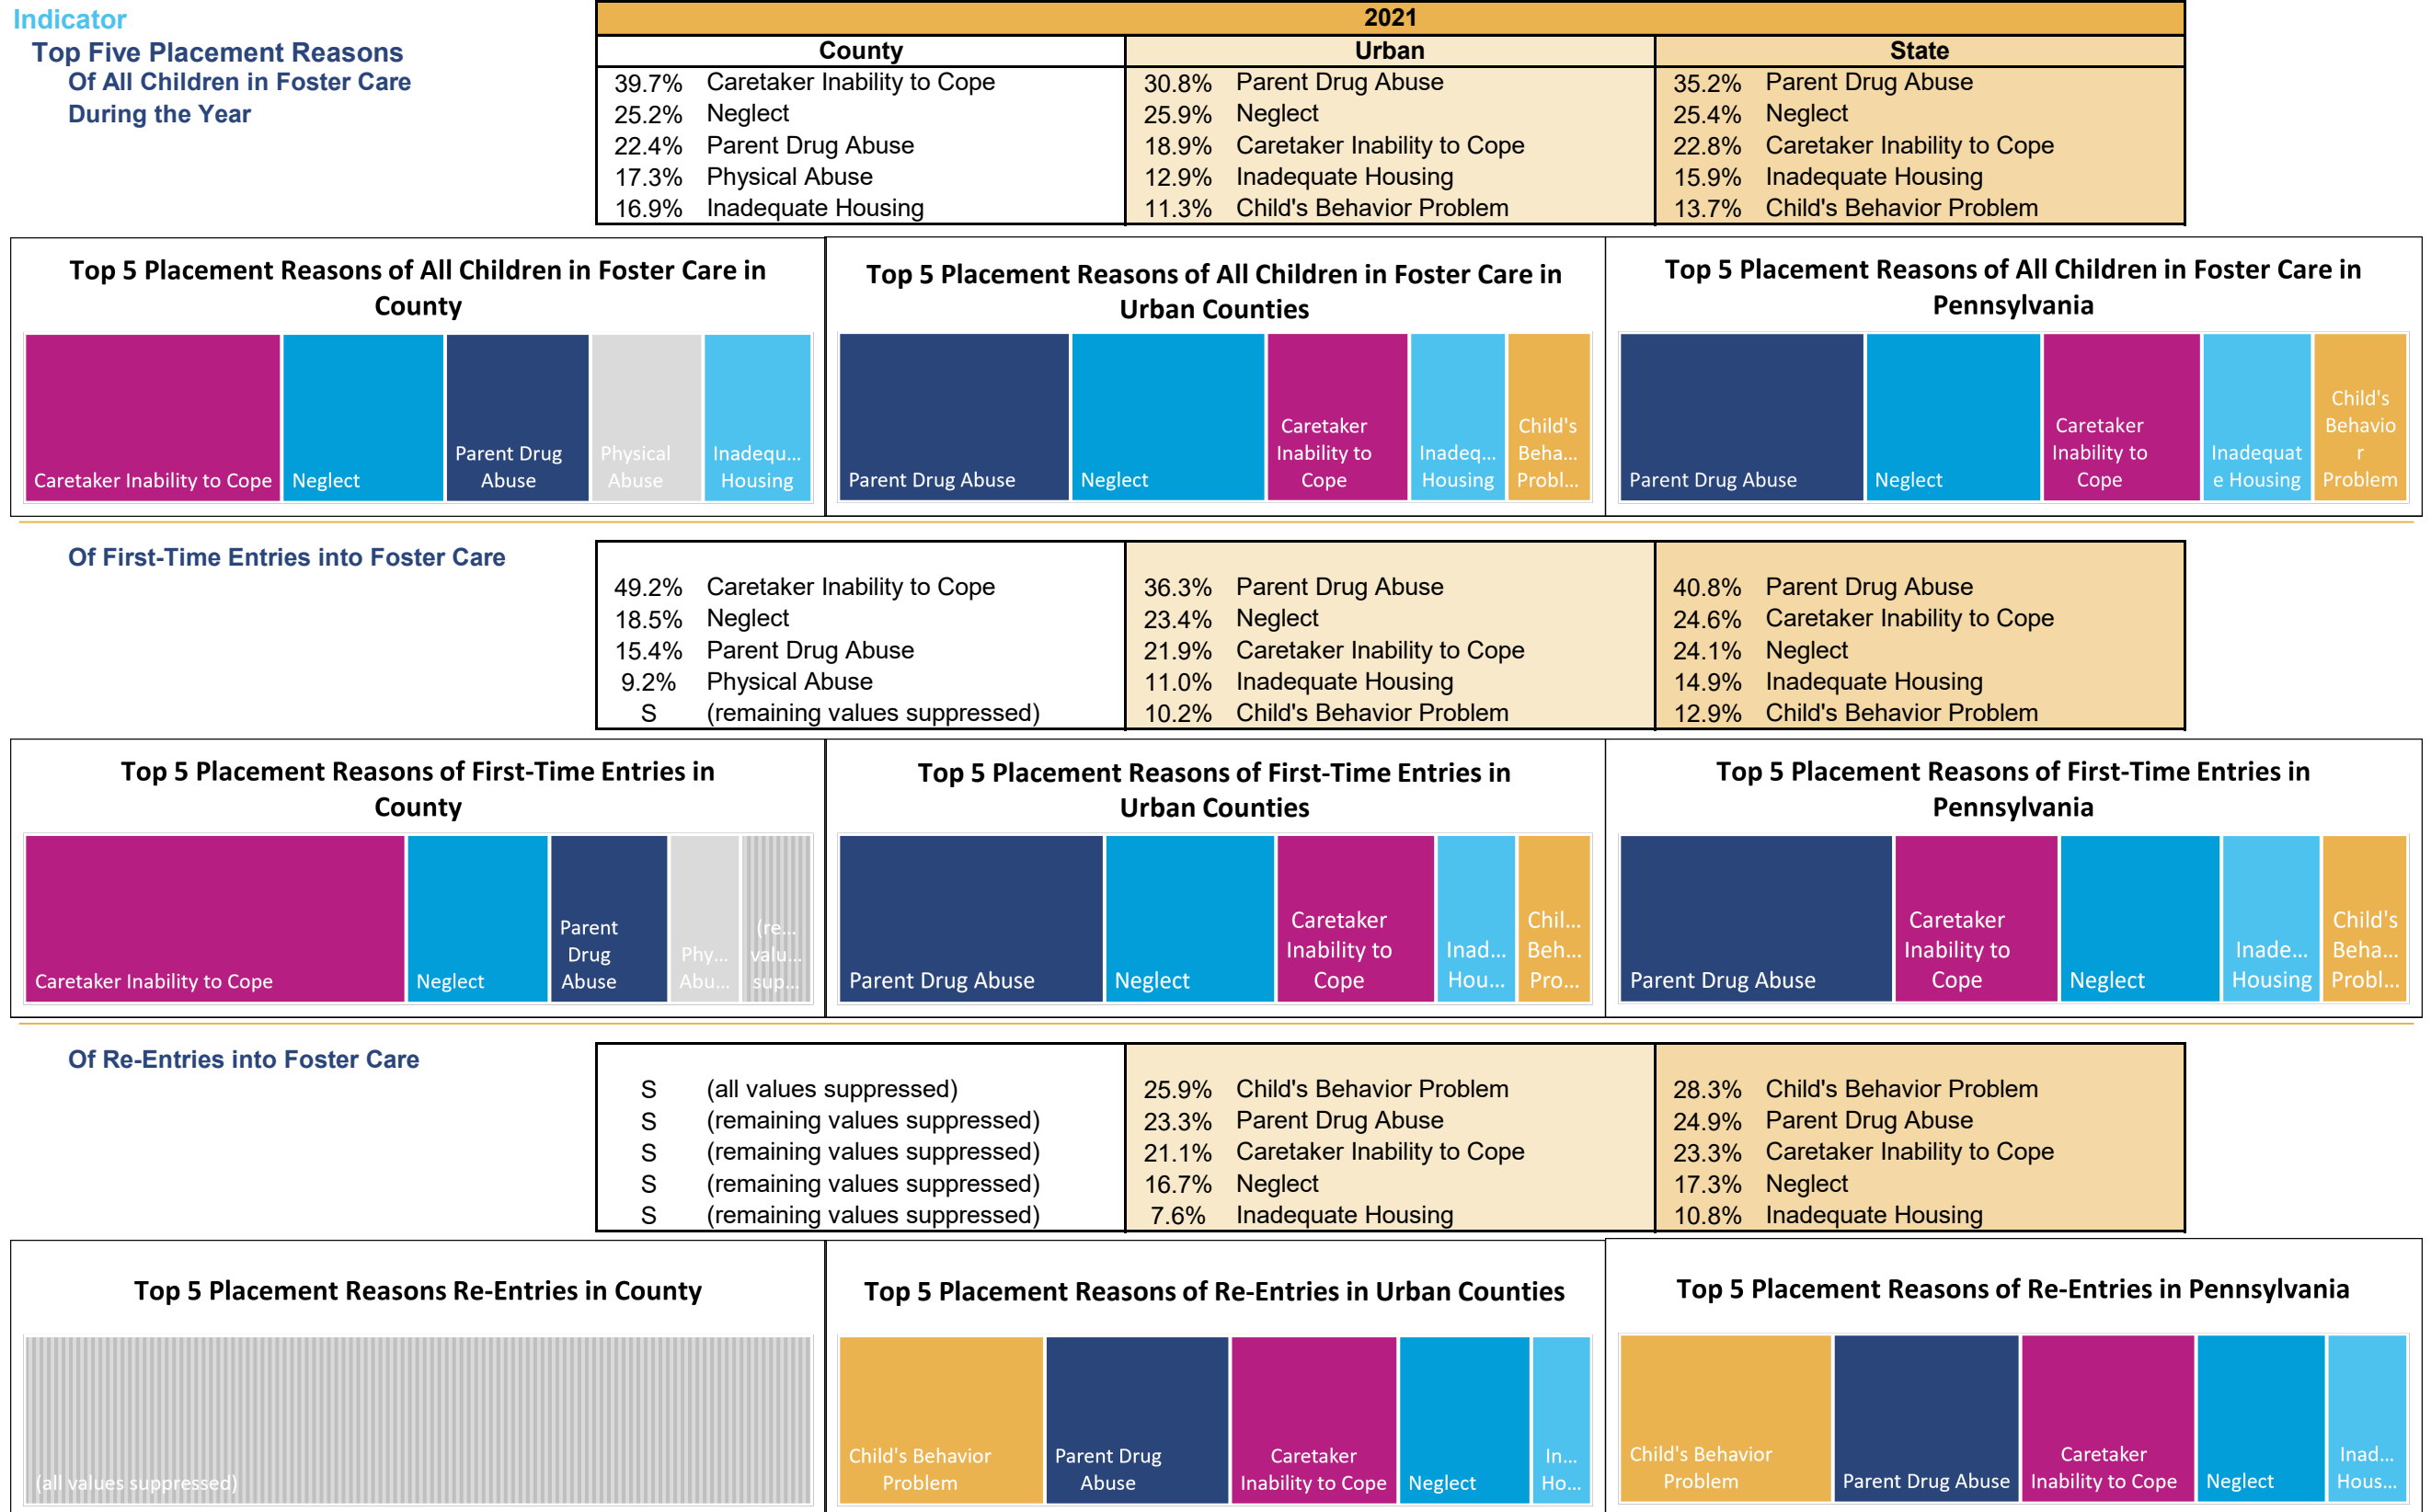 Indicator
2021
Top Five Placement Reasons
County Urban State
Of All Children in Foster Care
During the Year
39.7% Caretaker Inability to Cope 30.8% Parent Drug Abuse 35.2% Parent Drug Abuse
25.2% Neglect 25.9% Neglect 25.4% Neglect
22.4% Parent Drug Abuse 18.9% Caretaker Inability to Cope 22.8% Caretaker Inability to Cope
17.3% Physical Abuse 12.9% Inadequate Housing 15.9% Inadequate Housing
16.9% Inadequate Housing 11.3% Child's Behavior Problem 13.7% Child's Behavior Problem
Top 5 Placement Reasons of All Children in Foster Care in
County
Caretaker Inability to Cope
Neglect
Parent Drug
Abuse
Physical
Abuse
Inadequ...
Housing
Top 5 Placement Reasons of All Children in Foster Care in
Urban Counties
Parent Drug Abuse
Neglect
Caretaker
Inability to
Cope
Inadeq...
Housing
Child's
Beha...
Probl...
Top 5 Placement Reasons of All Children in Foster Care in
Pennsylvania
Parent Drug Abuse
Neglect
Caretaker
Inability to
Cope
Inadequat
e Housing
Child's
Behavio
r
Problem
Of First-Time Entries into Foster Care
49.2% Caretaker Inability to Cope 36.3% Parent Drug Abuse 40.8% Parent Drug Abuse
18.5% Neglect 23.4% Neglect 24.6% Caretaker Inability to Cope
15.4% Parent Drug Abuse 21.9% Caretaker Inability to Cope 24.1% Neglect
9.2% Physical Abuse 11.0% Inadequate Housing 14.9% Inadequate Housing
S (remaining values suppressed) 10.2% Child's Behavior Problem 12.9% Child's Behavior Problem
Top 5 Placement Reasons of First-Time Entries in
County
Caretaker Inability to Cope
Neglect
Parent
Drug
Abuse
Phy...
Abu...
(re...
valu...
sup...
Top 5 Placement Reasons of First-Time Entries in
Urban Counties
Parent Drug Abuse
Neglect
Caretaker
Inability to
Cope
Inad...
Hou...
Chil...
Beh...
Pro...
Top 5 Placement Reasons of First-Time Entries in
Pennsylvania
Parent Drug Abuse
Caretaker
Inability to
Cope
Neglect
Inade...
Housing
Child's
Beha...
Probl...
Of Re-Entries into Foster Care
S (all values suppressed) 25.9% Child's Behavior Problem 28.3% Child's Behavior Problem
S (remaining values suppressed) 23.3% Parent Drug Abuse 24.9% Parent Drug Abuse
S (remaining values suppressed) 21.1% Caretaker Inability to Cope 23.3% Caretaker Inability to Cope
S (remaining values suppressed) 16.7% Neglect 17.3% Neglect
S (remaining values suppressed) 7.6% Inadequate Housing 10.8% Inadequate Housing
Top 5 Placement Reasons Re-Entries in County
(all values suppressed)
Top 5 Placement Reasons of Re-Entries in Urban Counties
Child's Behavior
Problem
Parent Drug
Abuse
Caretaker
Inability to Cope
Neglect
In...
Ho...
Top 5 Placement Reasons of Re-Entries in Pennsylvania
Child's Behavior
Problem
Parent Drug Abuse
Caretaker
Inability to Cope
Neglect
Inad...
Hous...